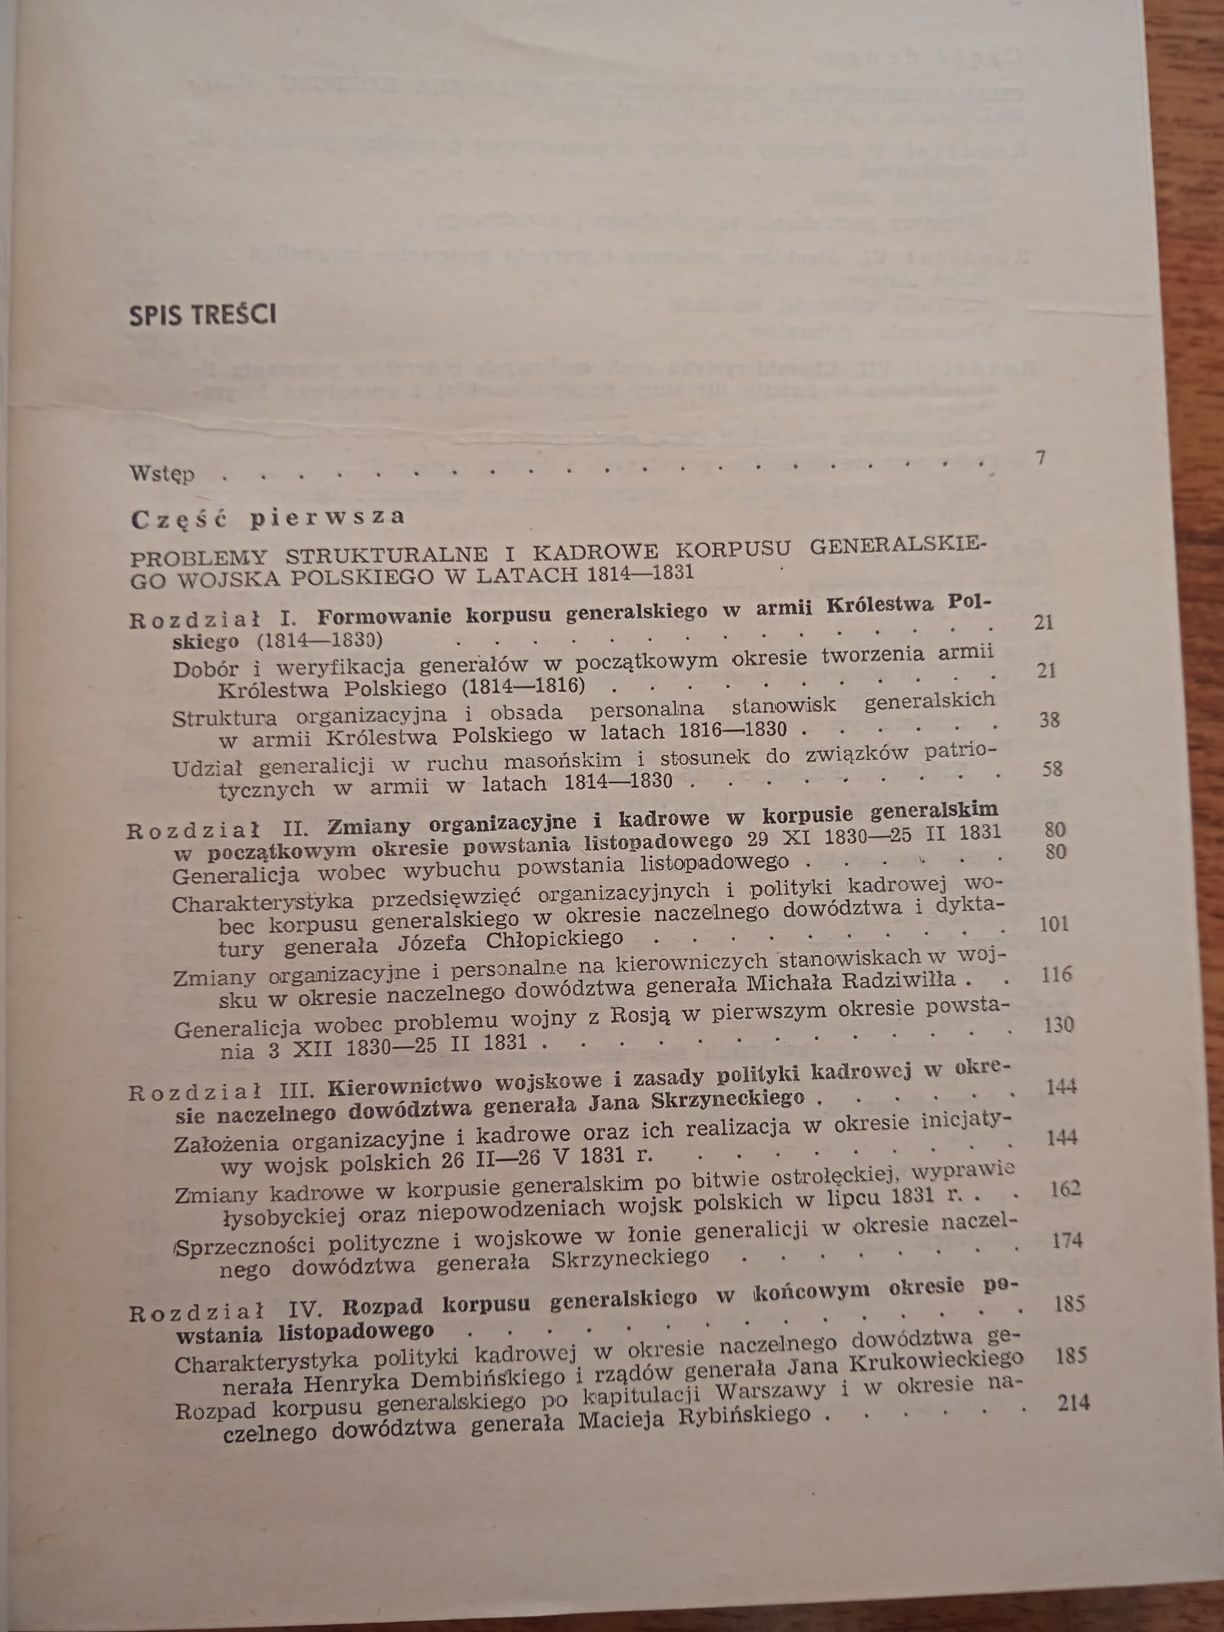 SPIS TREŚCI
Wstęp . . . . . . . . . . . . . . . . . . . . . 7
Część pierwsza
PROBLEMY STRUKTURALNE I KADROWE KORPUSU GENERALSKIE-
GO WOJSKA POLSKIEGO W LATACH 1814—1831
Rozdział I. Formowanie korpusu generalskiego w armii Królestwa Pol-
skiego (1814—1830) . . . . . . . . . . . . . . . 21
Dobór i weryfikacja generałów w początkowym okresie tworzenia armii
Królestwa Polskiego (1814—1816) . . . . . . . . . . . 21
Struktura organizacyjna i obsada personalna stanowisk generalskich
w armii Królestwa Polskiego w latach 1816—1830 . . . . . . 38
Udział generalicji w ruchu masońskim i stosunek do związków patrio-
tycznych w armii w latach 1814—1830 . . . . . . . . . 58
Rozdział II. Zmiany organizacyjne i kadrowe w korpusie generalskim
w początkowym okresie powstania listopadowego 29 XI 1830—25 II 1831 80
Generalicja wobec wybuchu powstania listopadowego . . . . . . 80
Charakterystyka przedsięwzięć organizacyjnych i polityki kadrowej wo-
bec korpusu generalskiego w okresie naczelnego dowództwa i dykta-
tury generała Józefa Chłopickiego . . . . . . . . . . 101
Zmiany organizacyjne i personalne na kierowniczych stanowiskach w woj-
sku w okresie naczelnego dowództwa generała Michała Radziwiłła . . 116
Generalicja wobec problemu wojny z Rosją w pierwszym okresie powsta-
nia 3 XII 1830—25 II 1831 . . . . . . . . . . . . . 130
Rozdział III. Kierownictwo wojskowe i zasady polityki kadrowej w okre-
sie naczelnego dowództwa generała Jana Skrzyneckiego . . . . . . 144
Założenia organizacyjne i kadrowe oraz ich realizacja w okresie inicjaty-
wy wojsk polskich 26 II—26 V 1831 r. . . . . . . . . . 144
Zmiany kadrowe w korpusie generalskim po bitwie ostrołęckiej, wyprawie
łysobyckiej oraz niepowodzeniach wojsk polskich w lipcu 1831 r. . . 162
Sprzeczności polityczne i wojskowe w łonie generalicji w okresie naczel-
nego dowództwa generała Skrzyneckiego . . . . . . . . 174
Rozdział IV. Rozpad korpusu generalskiego w końcowym okresie po-
wstania listopadowego . . . . . . . . . . . . . . . 185
Charakterystyka polityki kadrowej w okresie naczelnego dowództwa ge-
nerała Henryka Dembińskiego i rządów generała Jana Krukowieckiego 185
Rozpad korpusu generalskiego po kapitulacji Warszawy i w okresie na-
czelnego dowództwa generała Macieja Rybińskiego . . . . . . 214